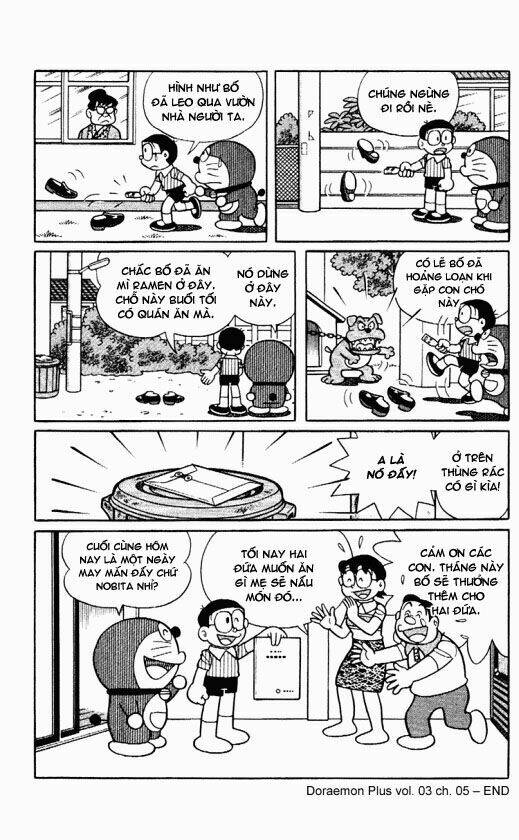 HÌNH NHƯ BỐ
ĐÃ LEO QUA VƯỜN
NHÀ NGƯỜI TA.
CHÚNG NGỪNG
ĐI RỒI NÈ.
CHẮC BỐ ĐÃ ĂN
MÌ RAMEN Ở ĐÂY.
CHỖ NÀY BUỔI TỐI
CÓ QUÁN ĂN MÀ.
NÓ DỪNG
Ở ĐÂY
NÀY.
CÓ LẼ BỐ ĐÃ
HOẢNG LOẠN KHI
GẶP CON CHÓ
NÀY
A LÀ
NÓ ĐẤY!
Ở TRÊN
THÙNG RÁC
CÓ GÌ KÌA!
CUỐI CÙNG HÔM
NAY LÀ MỘT NGÀY
MAY MẮN ĐẤY CHỨ
NOBITA NHỈ?
TỐI NAY HAI
ĐỨA MUỐN ĂN
GÌ MẸ SẼ NẤU
MÓN ĐÓ...
CẢM ƠN CÁC
CON. THÁNG NÀY
BỐ SẼ THƯỞNG
THÊM CHO
HAI ĐỨA.
Doraemon Plus vol. 03 ch. 05 – END